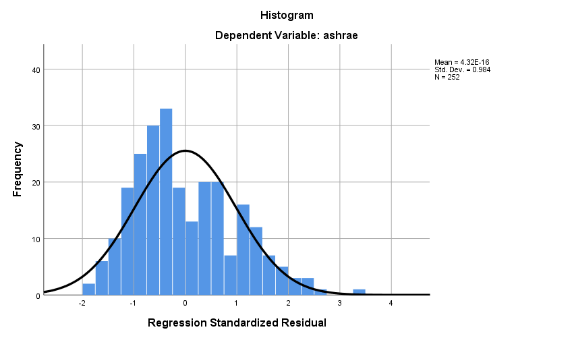 Histogram
Dependent Variable: ashrae
Mean = 4.32E-16
Std. Dev. = 0.984
N = 252
Frequency
40
30
20
10
0
-2 -1 0 1 2 3 4
Regression Standardized Residual